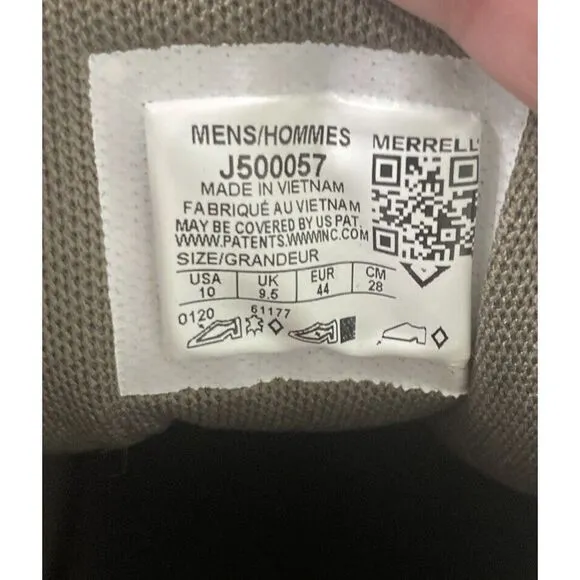 MENS/HOMMES
J500057
MERRELL
MADE IN VIETNAM
FABRIQUÉ AU VIETNAM
MAY BE COVERED BY US PAT.
WWW.PATENTS.WWWINC.COM
SIZE/GRANDEUR
USA UK EUR CM
10 9.5 44 28
0120 61177